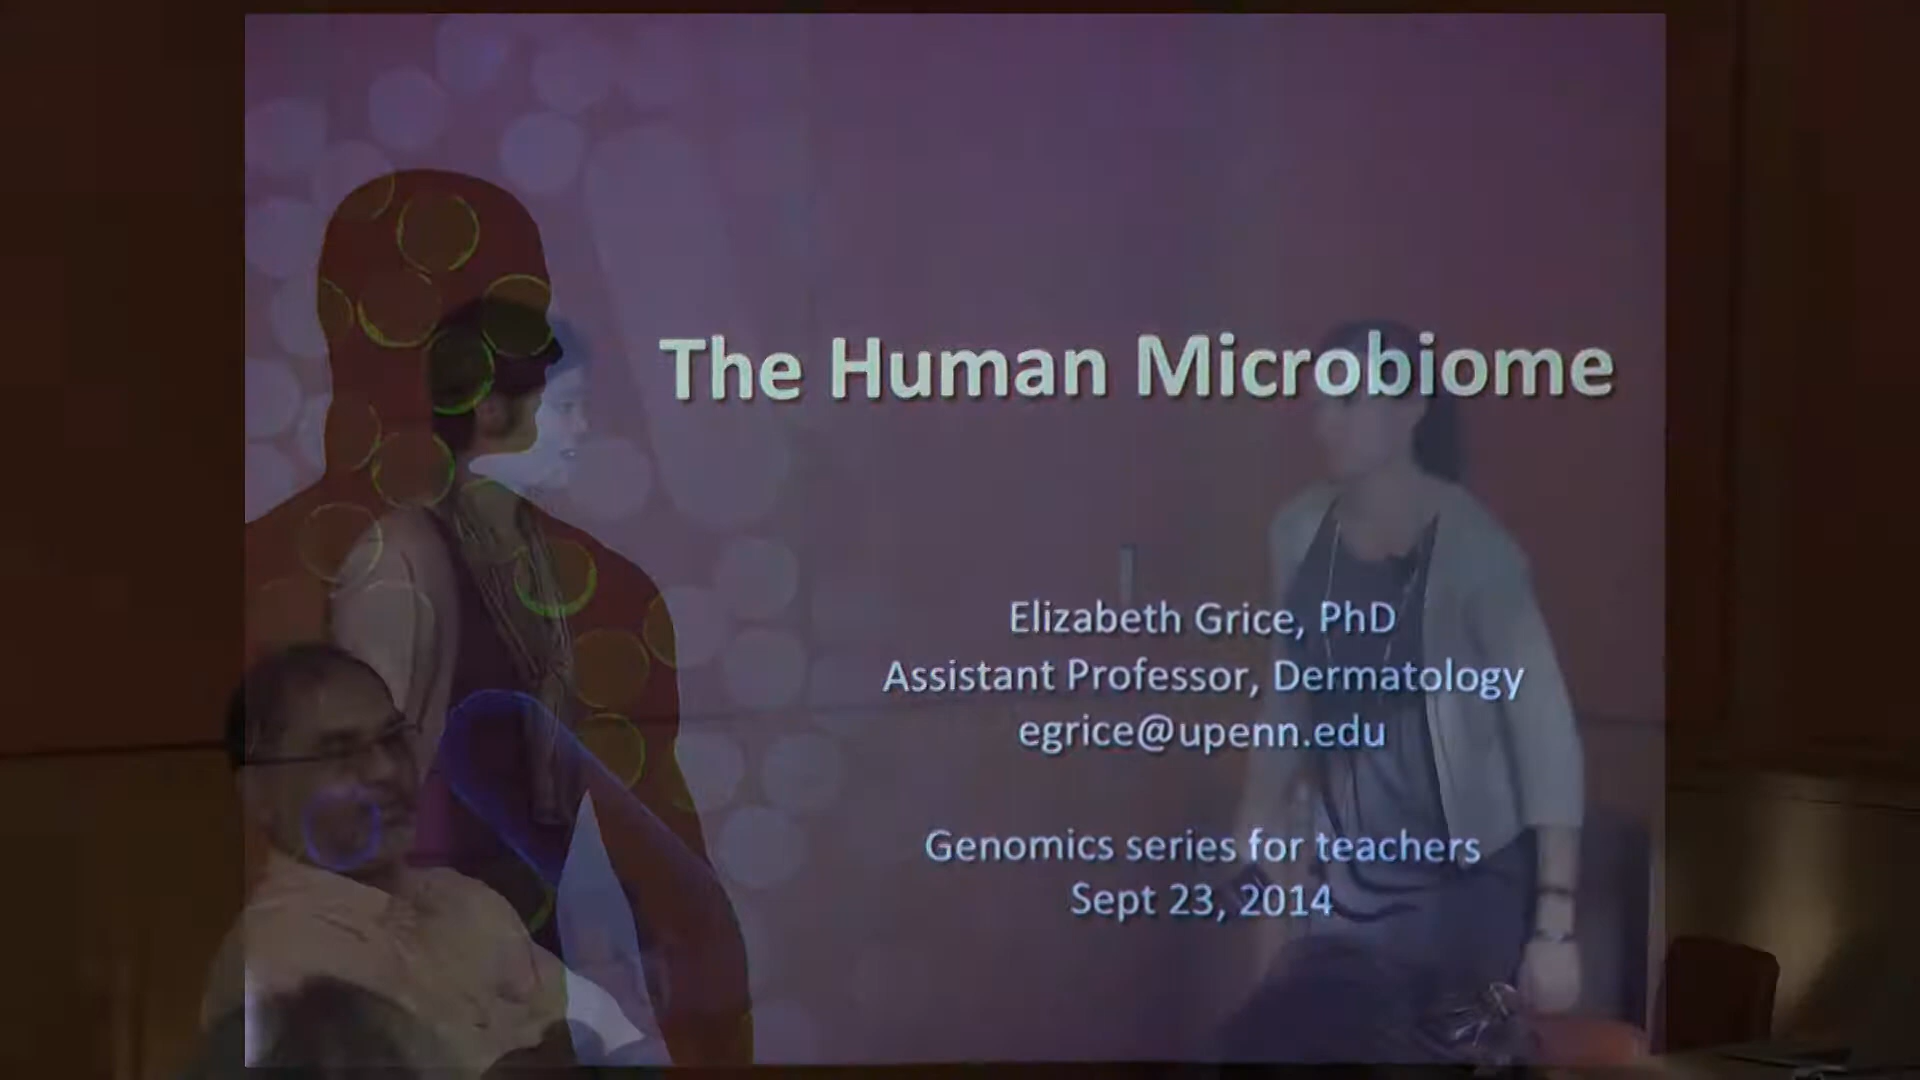 The Human Microbiome
Elizabeth Grice, PhD
Assistant Professor, Dermatology
egrice@upenn.edu
Genomics series for teachers
Sept 23, 2014